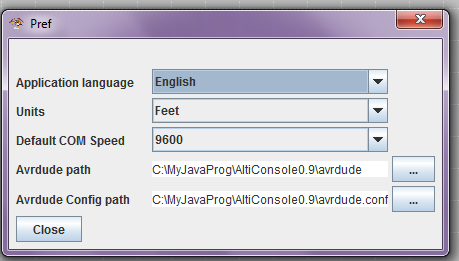 Pref
Application language English
Units Feet
Default COM Speed 9600
Avrdude path C:\MyJavaProg\AltiConsole0.9\avrdude ...
Avrdude Config path C:\MyJavaProg\AltiConsole0.9\avrdude.conf ...
Close